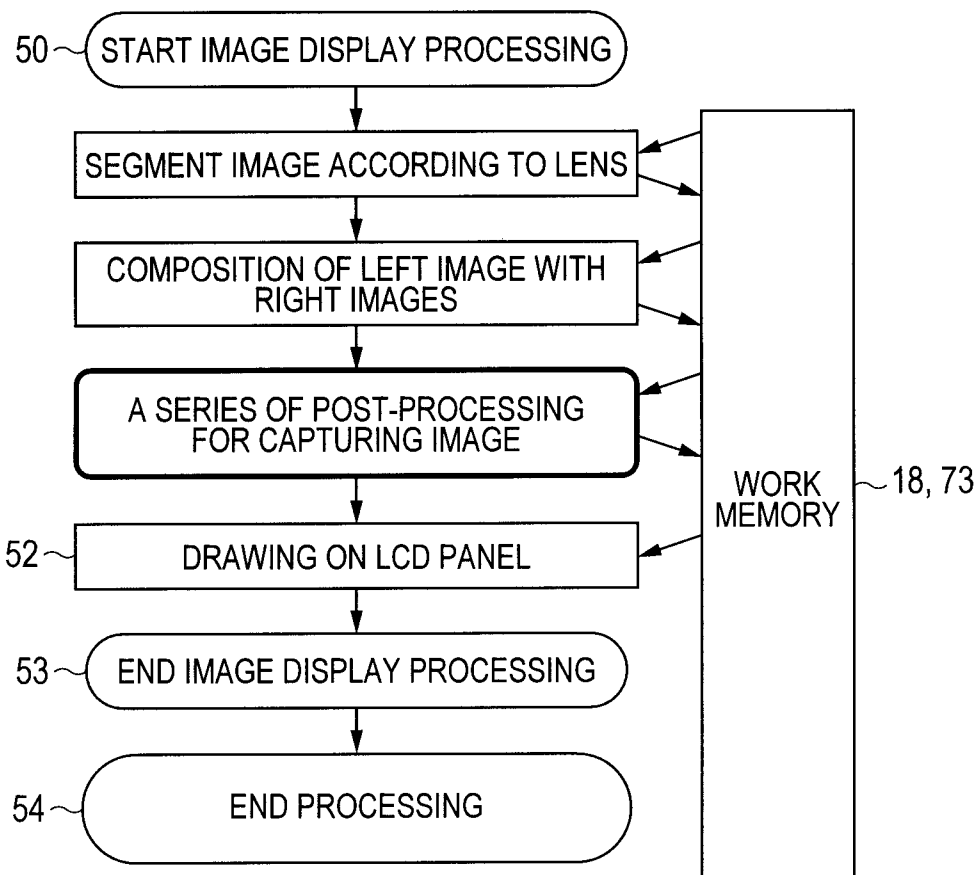 50
START IMAGE DISPLAY PROCESSING
SEGMENT IMAGE ACCORDING TO LENS
COMPOSITION OF LEFT IMAGE WITH
RIGHT IMAGES
A SERIES OF POST-PROCESSING
FOR CAPTURING IMAGE
WORK
MEMORY
18, 73
52
DRAWING ON LCD PANEL
53
END IMAGE DISPLAY PROCESSING
54
END PROCESSING